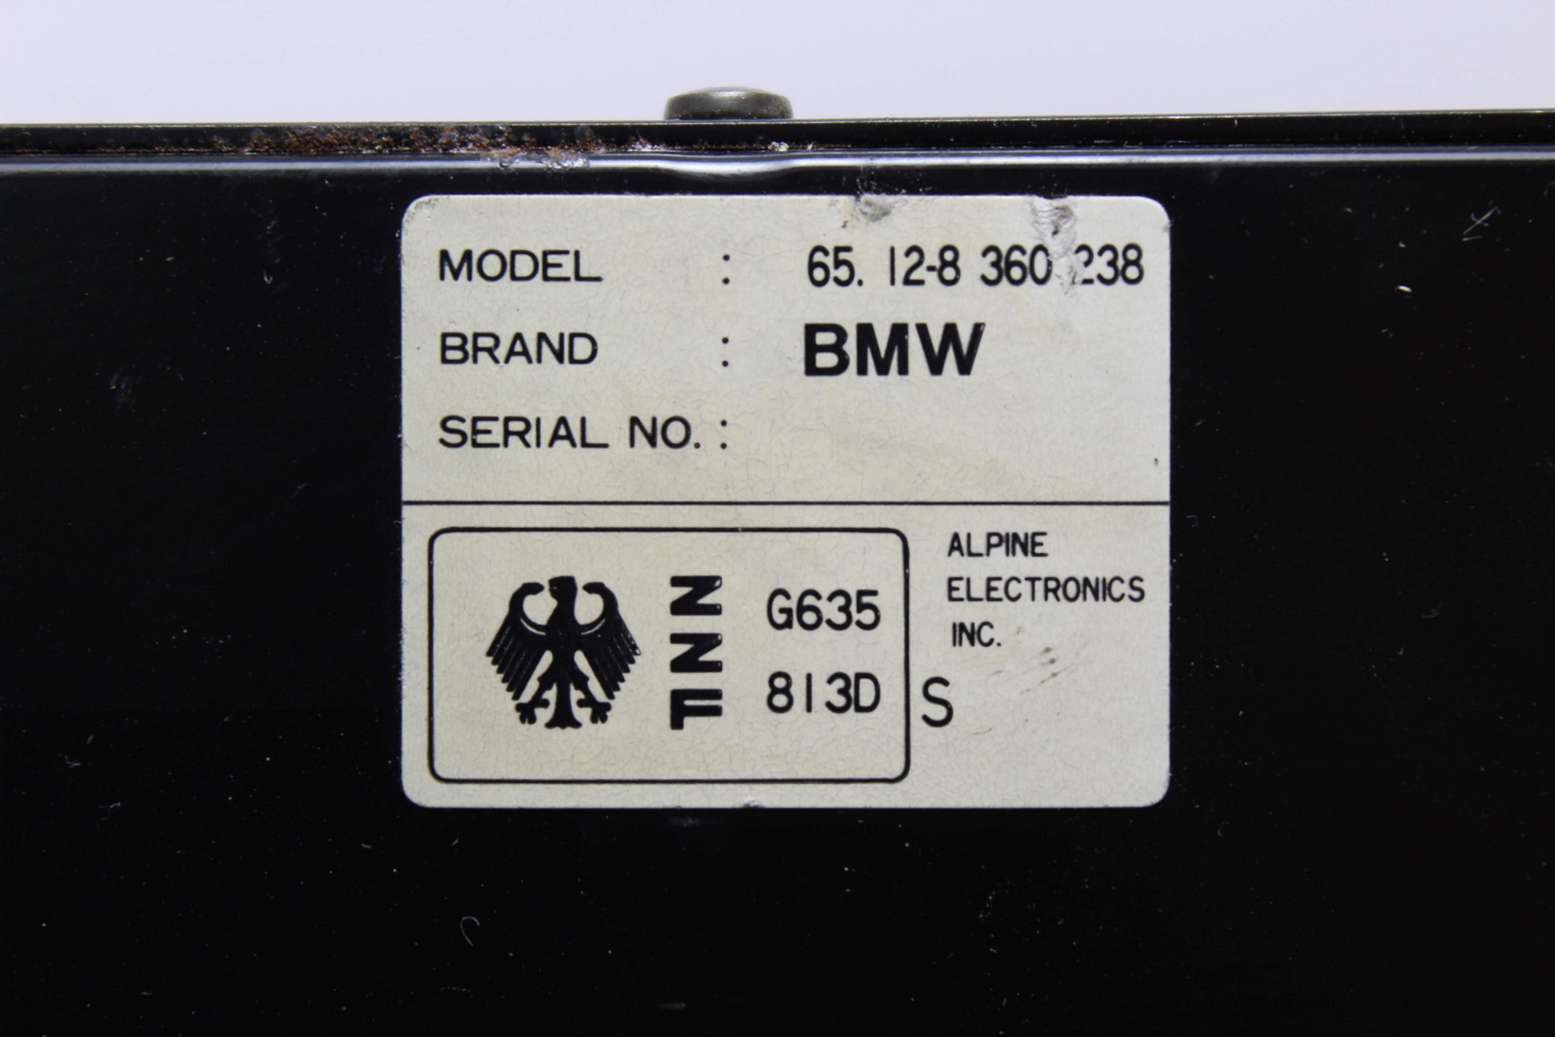 MODEL : 65. 12-8 360 238
BRAND : BMW
SERIAL NO. :
ZZF
G635
813D
S
ALPINE
ELECTRONICS
INC.